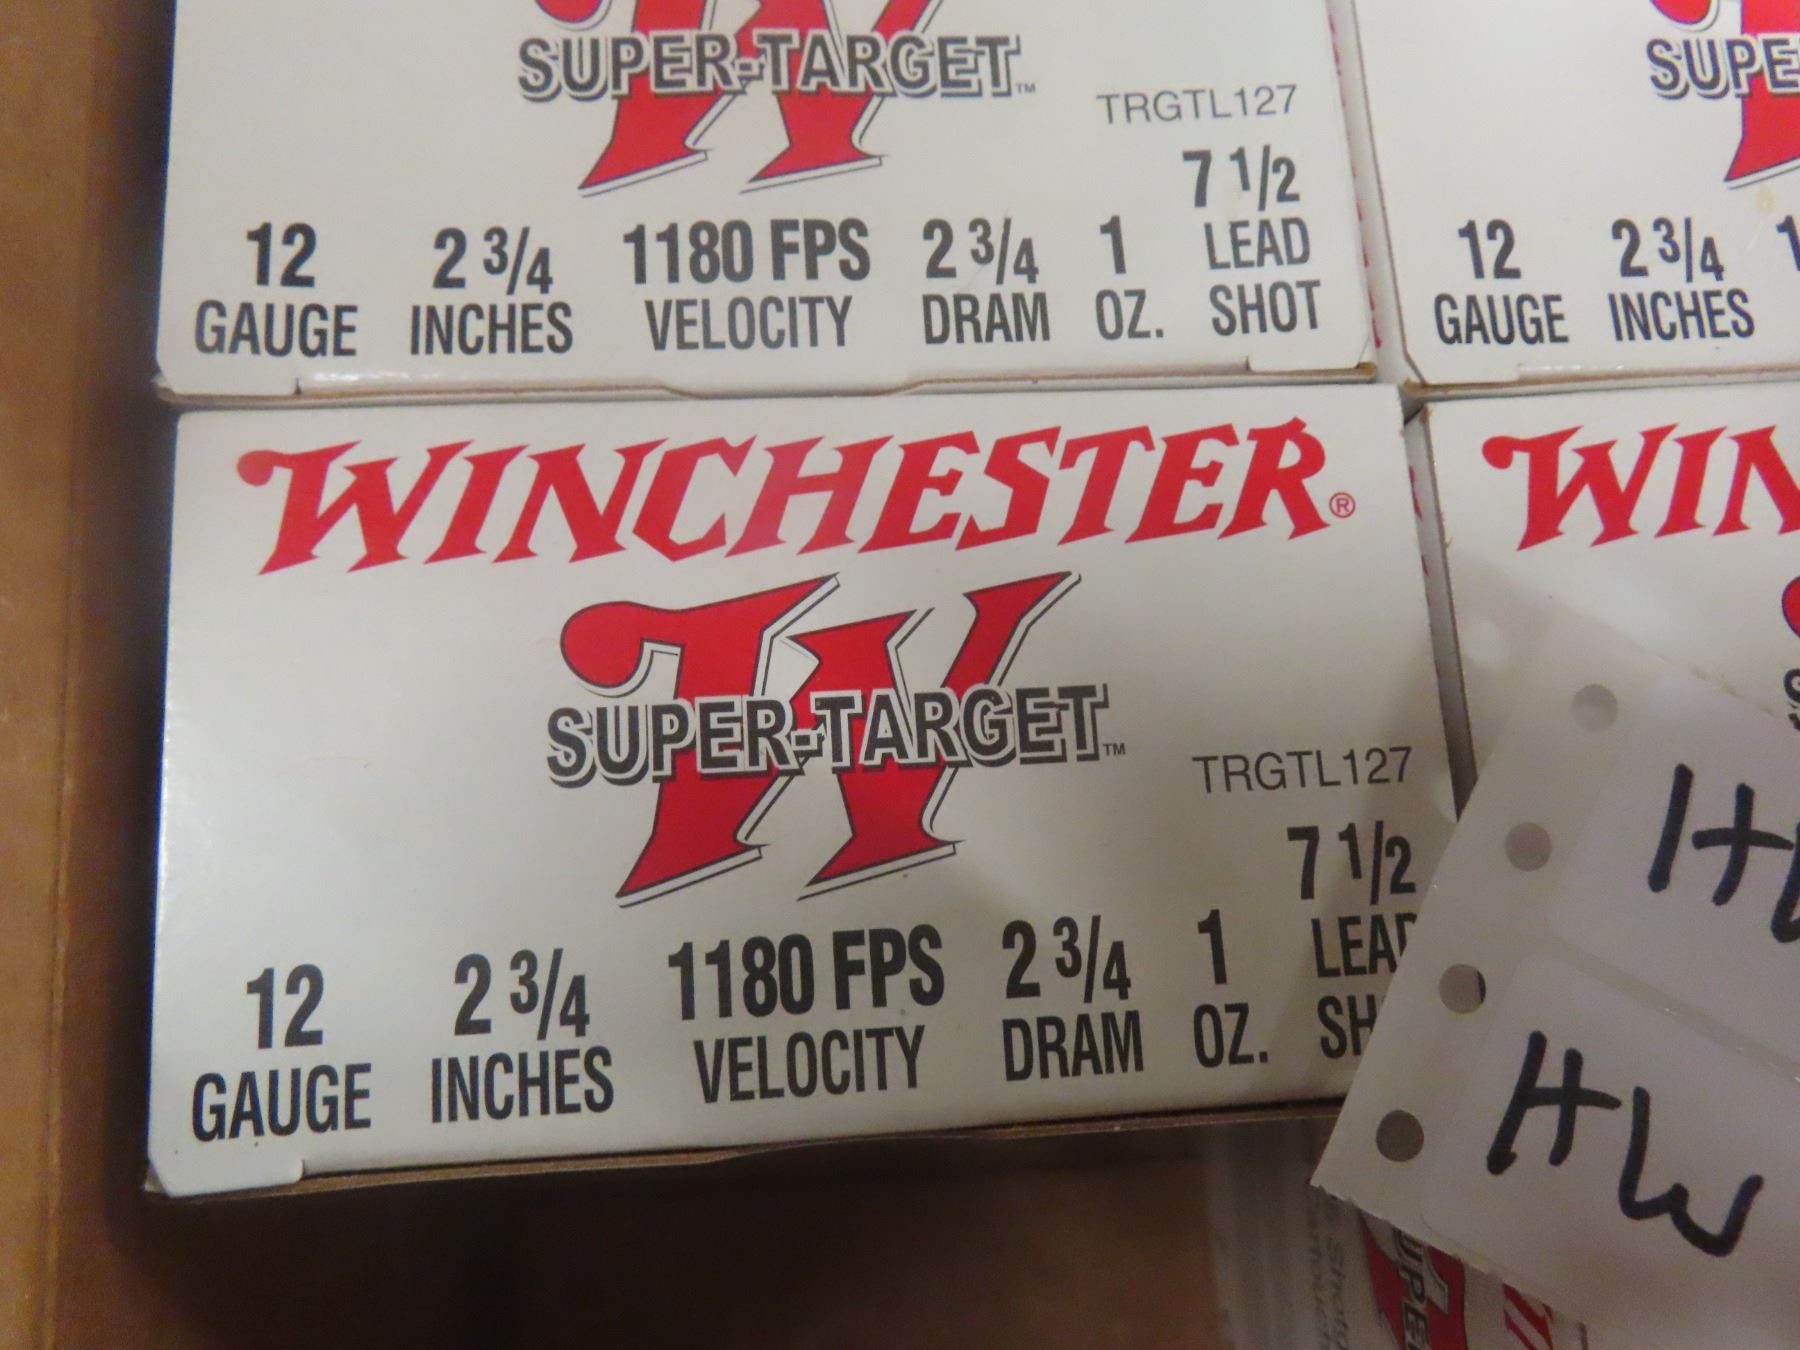 SUPER-TARGET™
TRGTL127
12 GAUGE
2 3/4 INCHES
1180 FPS VELOCITY
2 3/4 DRAM
1 OZ.
7 1/2 LEAD SHOT
12 GAUGE
2 3/4 INCHES
WINCHESTER®
SUPER-TARGET™
TRGTL127
12 GAUGE
2 3/4 INCHES
1180 FPS VELOCITY
2 3/4 DRAM
1 OZ.
7 1/2
HW